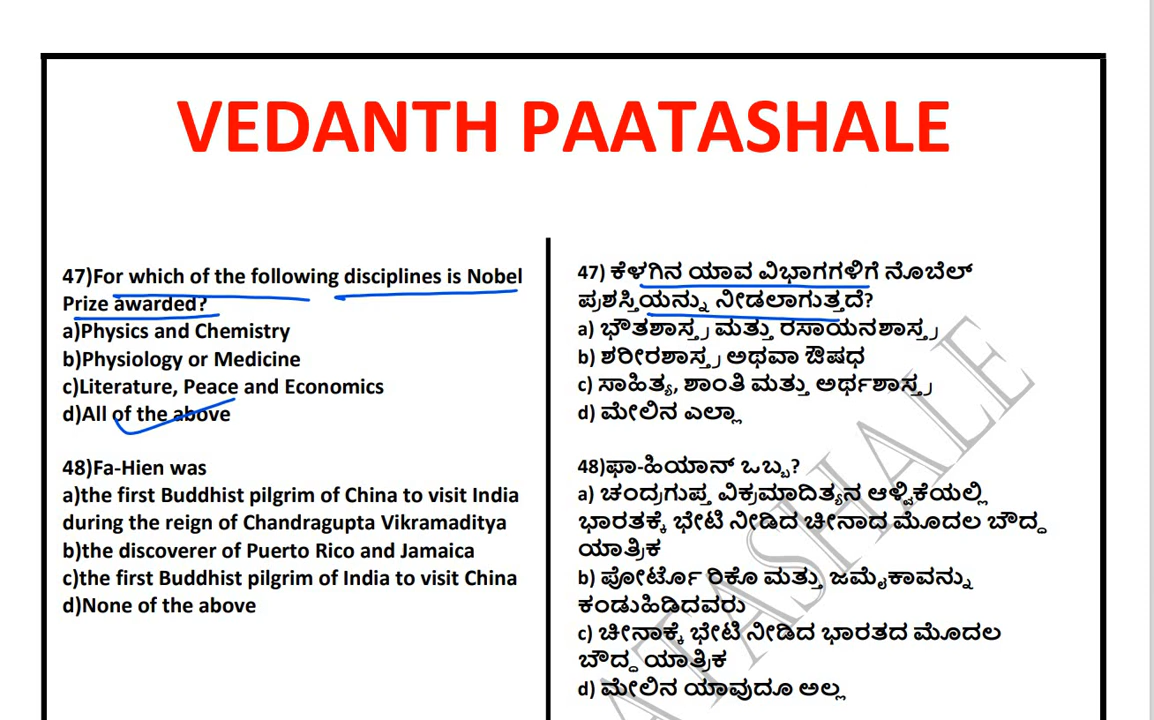 VEDANTH PAATASHALE
47)For which of the following disciplines is Nobel
Prize awarded?
a)Physics and Chemistry
b)Physiology or Medicine
c)Literature, Peace and Economics
d)All of the above
48)Fa-Hien was
a)the first Buddhist pilgrim of China to visit India
during the reign of Chandragupta Vikramaditya
b)the discoverer of Puerto Rico and Jamaica
c)the first Buddhist pilgrim of India to visit China
d)None of the above
47) ಕೆಳಗಿನ ಯಾವ ವಿಭಾಗಗಳಿಗೆ ನೊಬೆಲ್
ಪ್ರಶಸ್ತಿಯನ್ನು ನೀಡಲಾಗುತ್ತದೆ?
a) ಭೌತಶಾಸ್ತ್ರ ಮತ್ತು ರಸಾಯನಶಾಸ್ತ್ರ
b) ಶರೀರಶಾಸ್ತ್ರ ಅಥವಾ ಔಷಧ
c) ಸಾಹಿತ್ಯ, ಶಾಂತಿ ಮತ್ತು ಅರ್ಥಶಾಸ್ತ್ರ
d) ಮೇಲಿನ ಎಲ್ಲಾ
48)ಫಾ-ಹಿಯಾನ್ ಒಬ್ಬ?
a) ಚಂದ್ರಗುಪ್ತ ವಿಕ್ರಮಾದಿತ್ಯನ ಆಳ್ವಿಕೆಯಲ್ಲಿ
ಭಾರತಕ್ಕೆ ಭೇಟಿ ನೀಡಿದ ಚೀನಾದ ಮೊದಲ ಬೌದ್ಧ
ಯಾತ್ರಿಕ
b) ಪೋರ್ಟೊ ರಿಕೊ ಮತ್ತು ಜಮೈಕಾವನ್ನು
ಕಂಡುಹಿಡಿದವರು
c) ಚೀನಾಕ್ಕೆ ಭೇಟಿ ನೀಡಿದ ಭಾರತದ ಮೊದಲ
ಬೌದ್ಧ ಯಾತ್ರಿಕ
d) ಮೇಲಿನ ಯಾವುದೂ ಅಲ್ಲ
ATASHALE